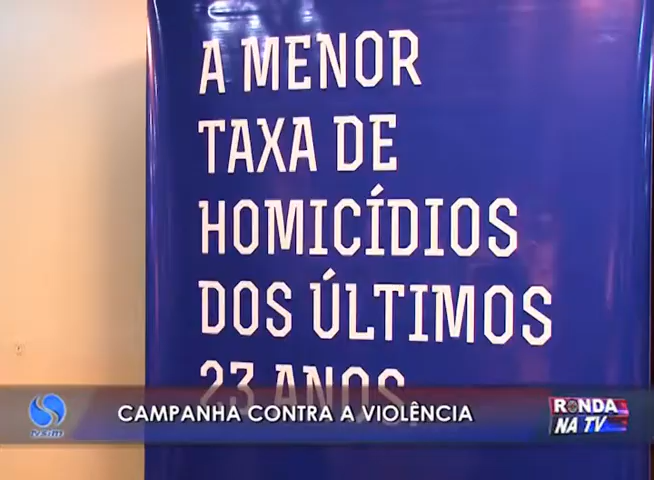 A MENOR
TAXA DE
HOMICÍDIOS
DOS ÚLTIMOS
23 ANOS.
CAMPANHA CONTRA A VIOLÊNCIA
RONDA
NA TV